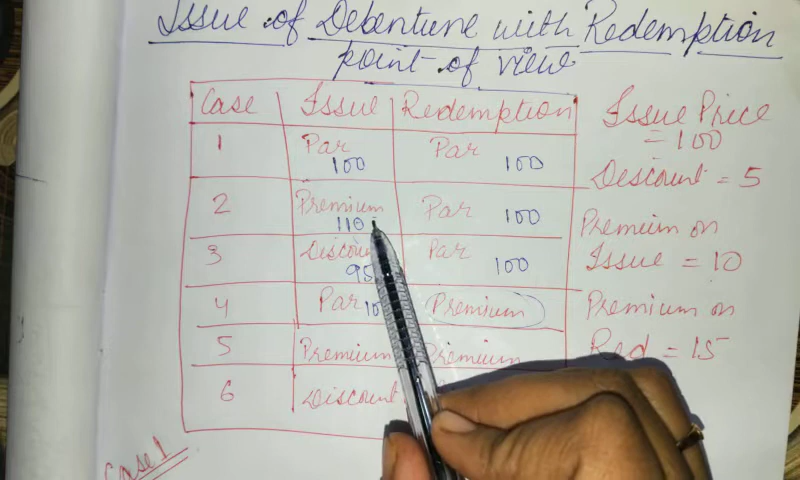 Issue of Debenture with Redemption
point of view
Case Issue Redemption
1 Par 100 Par 100
2 Premium 110 Par 100
3 95 Par 100
4 Par Premium
5 Premium Premium
6 Discount
Issue Price
= 100
Discount = 5
Premium on
Issue = 10
Premium on
Red = 15
Case 1